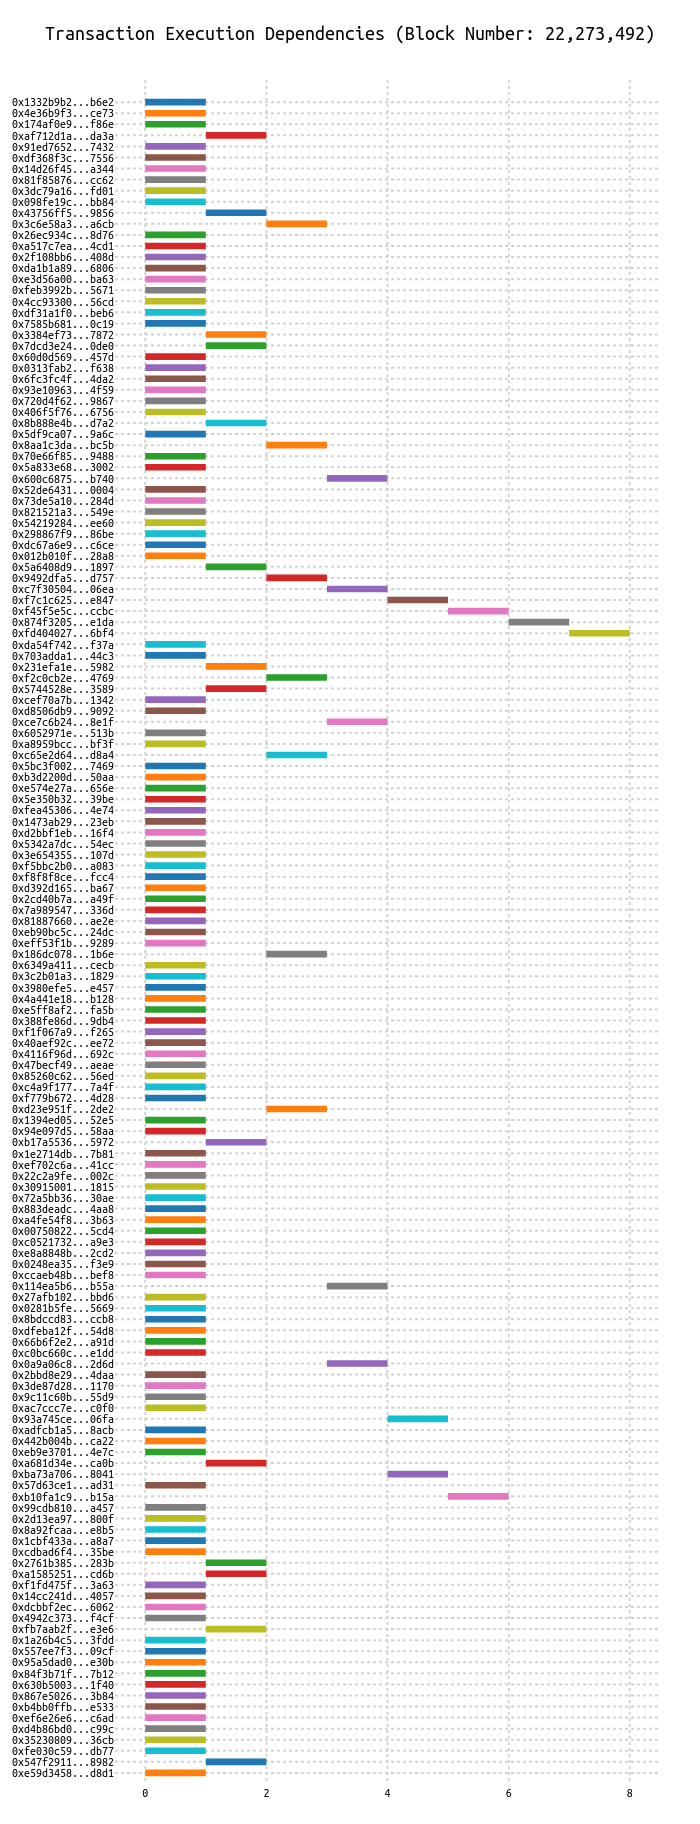 Transaction Execution Dependencies (Block Number: 22,273,492)
0x1332b9b2...b6e2
0x4e36b9f3...ce73
0x174af0e9...f86e
0xaf712d1a...da3a
0x91ed7652...7432
0xdf368f3c...7556
0x14d26f45...a344
0x81f85876...cc62
0x3dc79a16...fd01
0x098fe19c...bb84
0x43756ff5...9856
0x3c6e58a3...a6cb
0x26ec934c...8d76
0xa517c7ea...4cd1
0x2f108bb6...408d
0xda1b1a89...6806
0xe3d56a00...ba63
0xfeb3992b...5671
0x4cc93300...56cd
0xdf31a1f0...beb6
0x7585b681...0c19
0x3384ef73...7872
0x7dcd3e24...0de0
0x60d0d569...457d
0x0313fab2...f638
0x6fc3fc4f...4da2
0x93e10963...4f59
0x720d4f62...9867
0x406f5f76...6756
0x8b888e4b...d7a2
0x5df9ca07...9a6c
0x8aa1c3da...bc5b
0x70e66f85...9488
0x5a833e68...3002
0x600c6875...b740
0x52de6431...0004
0x73de5a10...284d
0x821521a3...549e
0x54219284...ee60
0x298867f9...86be
0xdc67a6e9...c6ce
0x012b010f...28a8
0x5a6408d9...1897
0x9492dfa5...d757
0xc7f30504...06ea
0xf7c1c625...e847
0xf45f5e5c...ccbc
0x874f3205...e1da
0xfd404027...6bf4
0xda54f742...f37a
0x703adda1...44c3
0x231efa1e...5982
0xf2c0cb2e...4769
0x5744528e...3589
0xcef70a7b...1342
0xd8506db9...9092
0xce7c6b24...8e1f
0x6052971e...513b
0xa8959bcc...bf3f
0xc65e2d64...d8a4
0x5bc3f002...7469
0xb3d2200d...50aa
0xe574e27a...656e
0x5e350b32...39be
0xfea45306...4e74
0x1473ab29...23eb
0xd2bbf1eb...16f4
0x5342a7dc...54ec
0x3e654355...107d
0xf5bbc2b0...a083
0xf8f8f8ce...fcc4
0xd392d165...ba67
0x2cd40b7a...a49f
0x7a989547...336d
0x81887660...ae2e
0xeb90bc5c...24dc
0xeff53f1b...9289
0x186dc078...1b6e
0x6349a411...cecb
0x3c2b01a3...1829
0x3980efe5...e457
0x4a441e18...b128
0xe5ff8af2...fa5b
0x388fe86d...9db4
0xf1f067a9...f265
0x40aef92c...ee72
0x4116f96d...692c
0x47becf49...aeae
0x85260c62...56ed
0xc4a9f177...7a4f
0xf779b672...4d28
0xd23e951f...2de2
0x1394ed05...52e5
0x94e097d5...58aa
0xb17a5536...5972
0x1e2714db...7b81
0xef702c6a...41cc
0x22c2a9fe...002c
0x30915001...1815
0x72a5bb36...30ae
0x883deadc...4aa8
0xa4fe54f8...3b63
0x00750822...5cd4
0xc0521732...a9e3
0xe8a8848b...2cd2
0x0248ea35...f3e9
0xccaeb48b...bef8
0x114ea5b6...b55a
0x27afb102...bbd6
0x0281b5fe...5669
0x8bdccd83...ccb8
0xdfeba12f...54d8
0x66b6f2e2...a91d
0xc0bc660c...e1dd
0x0a9a06c8...2d6d
0x2bbd8e29...4daa
0x3de87d28...1170
0x9c11c60b...55d9
0xac7ccc7e...c0f0
0x93a745ce...06fa
0xadfcb1a5...8acb
0x442b004b...ca22
0xeb9e3701...4e7c
0xa681d34e...ca0b
0xba73a706...8041
0x57d63ce1...ad31
0xb10fa1c9...b15a
0x99cdb810...a457
0x2d13ea97...800f
0x8a92fcaa...e8b5
0x1cbf433a...a8a7
0xcdbad6f4...35be
0x2761b385...283b
0xa1585251...cd6b
0xf1fd475f...3a63
0x14cc241d...4057
0xdcbbf2ec...6062
0x4942c373...f4cf
0xfb7aab2f...e3e6
0x1a26b4c5...3fdd
0x557ee7f3...09cf
0x95a5dad0...e30b
0x84f3b71f...7b12
0x630b5003...1f40
0x867e5026...3b84
0xb4bb0ffb...e533
0xef6e26e6...c6ad
0xd4b86bd0...c99c
0x35230809...36cb
0xfe030c59...db77
0x547f2911...8982
0xe59d3458...d8d1
0 2 4 6 8